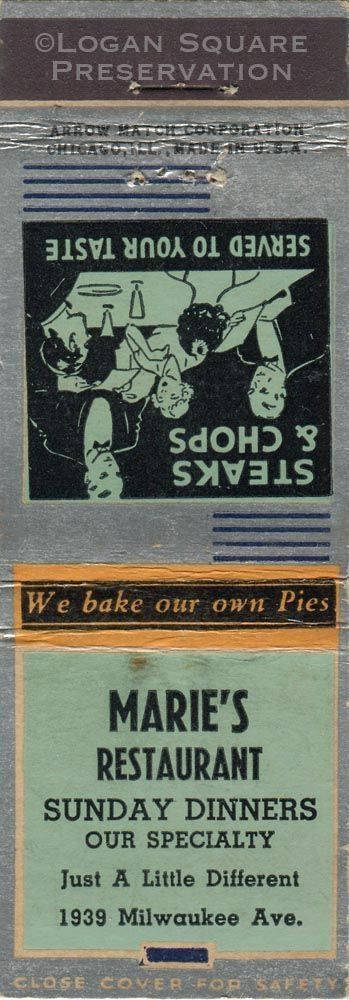 ©LOGAN SQUARE
PRESERVATION
ARROW MATCH CORPORATION
CHICAGO, ILL., MADE IN U.S.A.
STEAKS
& CHOPS
SERVED TO YOUR TASTE
We bake our own Pies
MARIE'S
RESTAURANT
SUNDAY DINNERS
OUR SPECIALTY
Just A Little Different
1939 Milwaukee Ave.
CLOSE COVER FOR SAFETY